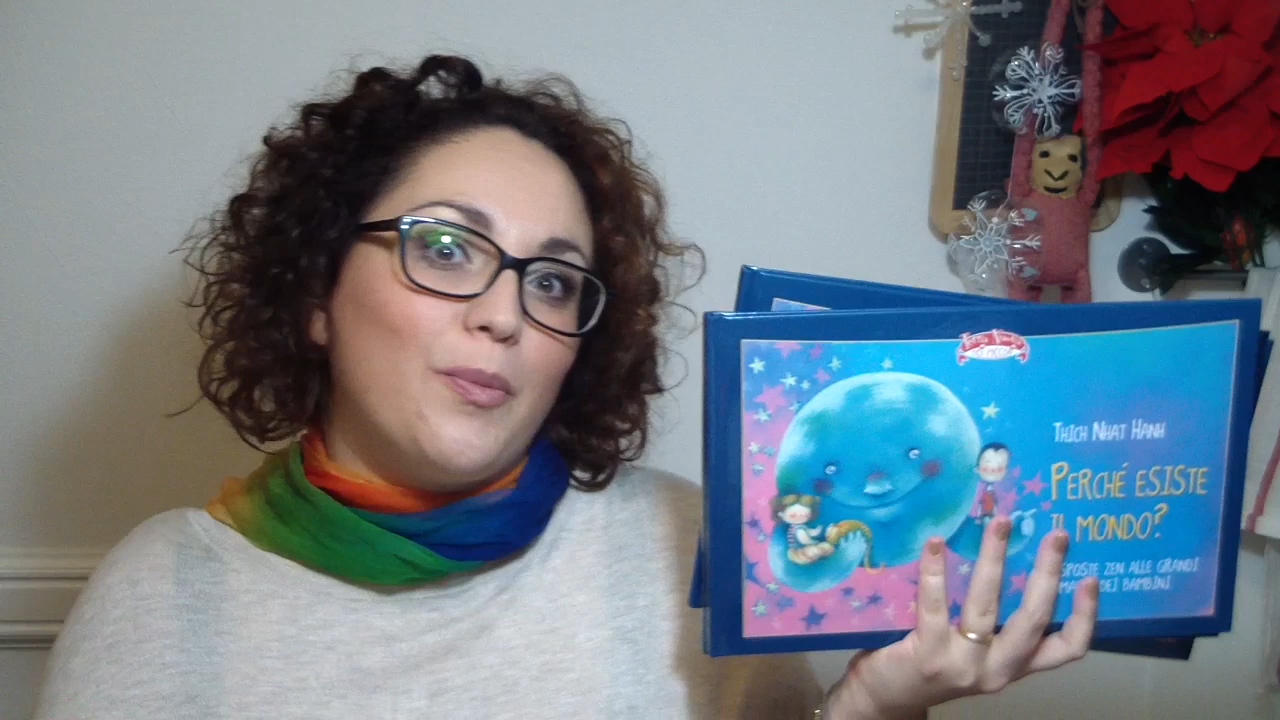 THICH NHAT HANH
PERCHÉ ESISTE
IL MONDO?
ZEN ALLE GRANDI
DEI BAMBINI